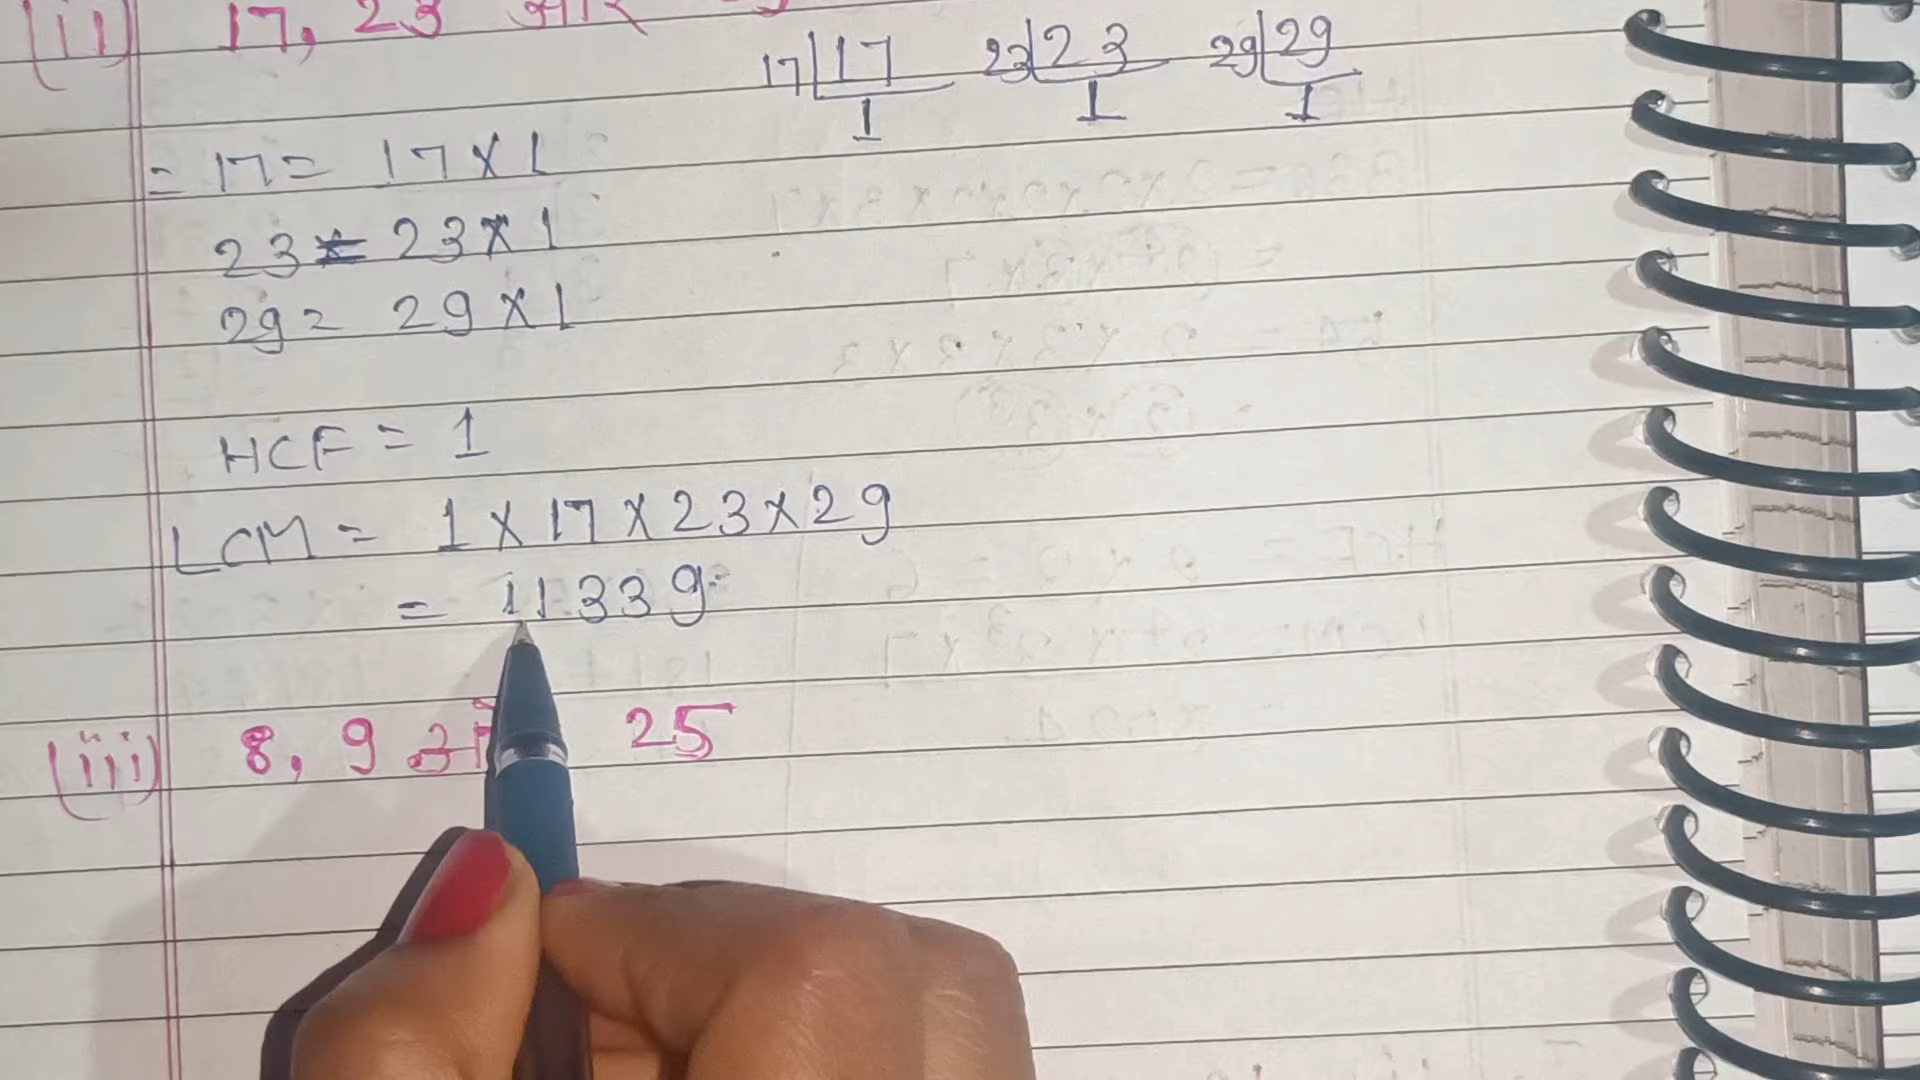 (ii) 17, 23 और
17 | 17 23 | 23 29 | 29
1 1 1
= 17 = 17 × 1
23 = 23 × 1
29 = 29 × 1
HCF = 1
LCM = 1 × 17 × 23 × 29
= 11339
(iii) 8, 9 25